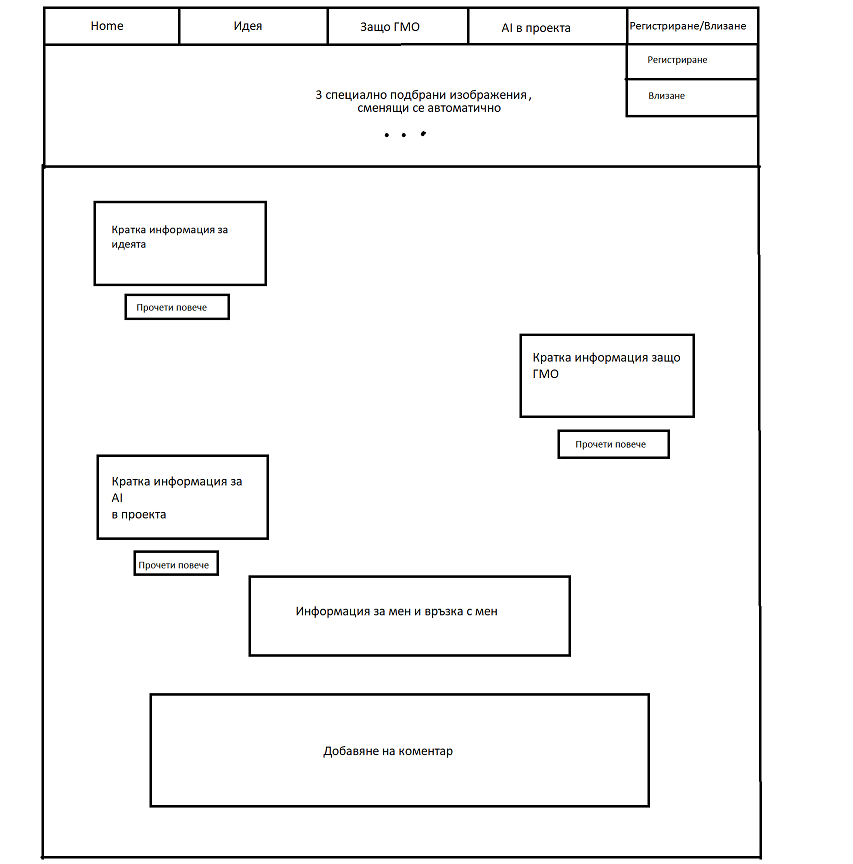 Home
Идея
Защо ГМО
AI в проекта
Регистриране/Влизане
Регистриране
Влизане
3 специално подбрани изображения,
сменящи се автоматично
. . .
Кратка информация за
идеята
Прочети повече
Кратка информация защо
ГМО
Прочети повече
Кратка информация за
AI
в проекта
Прочети повече
Информация за мен и връзка с мен
Добавяне на коментар